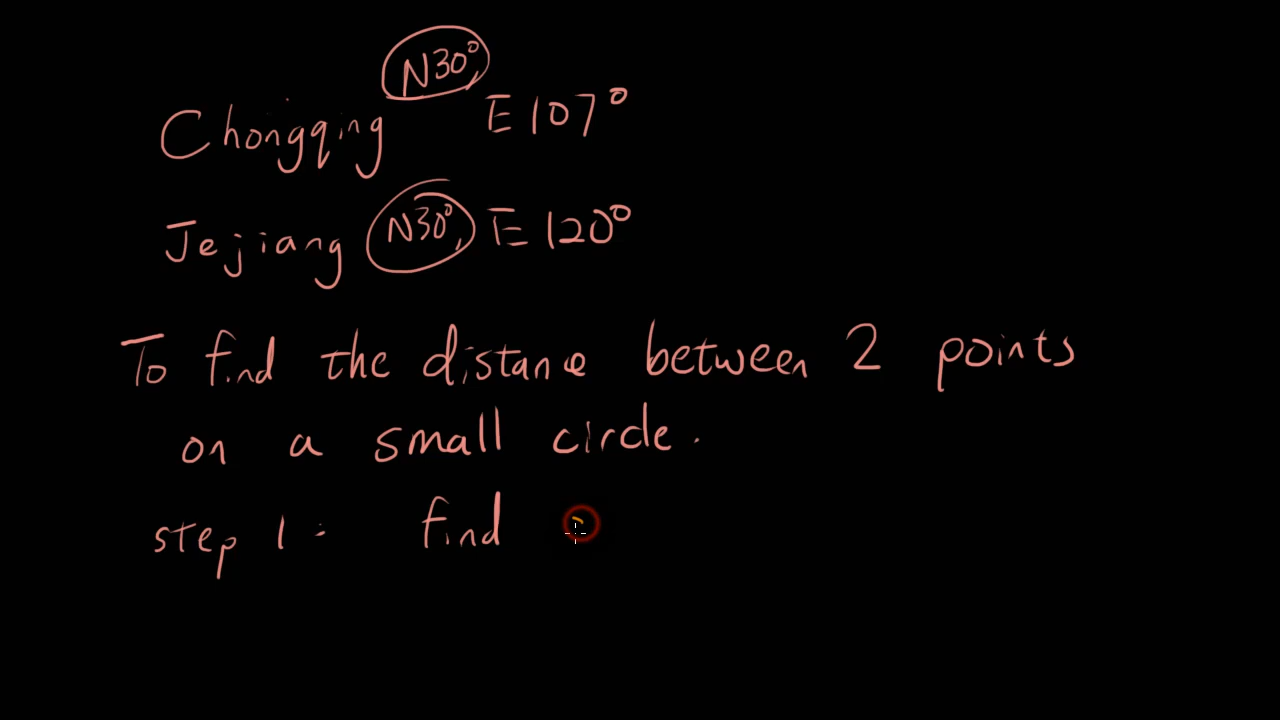 Chongqing N30°, E107°
Jejiang N30°, E120°
To find the distance between 2 points
on a small circle.
step 1: find